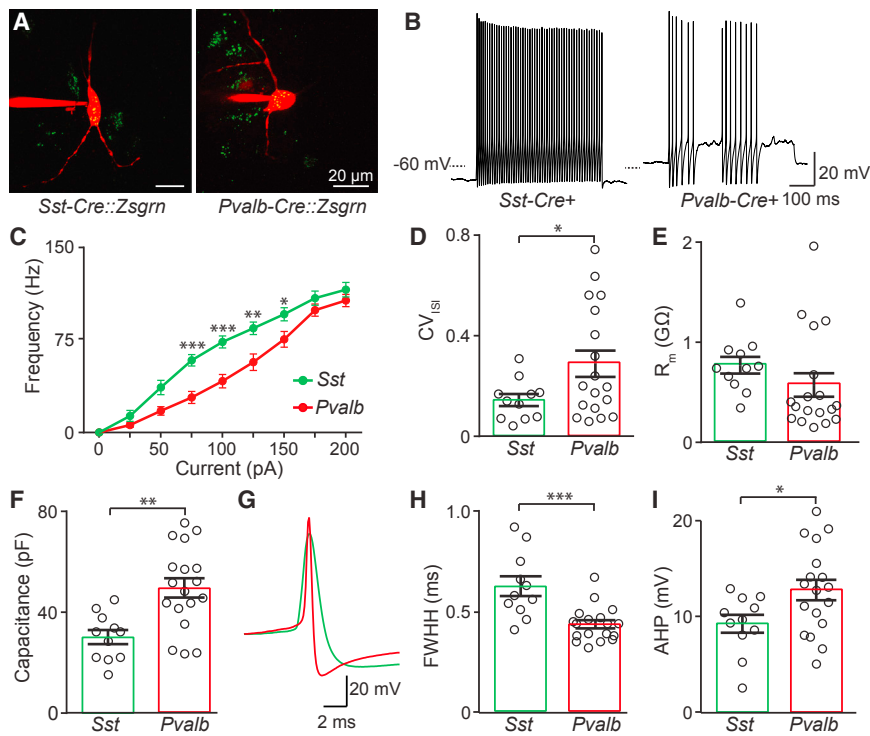 A
B
20 µm
Sst-Cre::Zsgrn
Pvalb-Cre::Zsgrn
-60 mV
20 mV
100 ms
Sst-Cre+
Pvalb-Cre+
C
150
75
0
Frequency (Hz)
***
***
**
*
Sst
Pvalb
0
50
100
150
200
Current (pA)
D
0.8
0.4
0
CV_ISI
*
Sst
Pvalb
E
2
1
0
R_m (GΩ)
Sst
Pvalb
F
80
40
0
Capacitance (pF)
**
Sst
Pvalb
G
20 mV
2 ms
H
1.0
0.5
0
FWHH (ms)
***
Sst
Pvalb
I
20
10
0
AHP (mV)
*
Sst
Pvalb